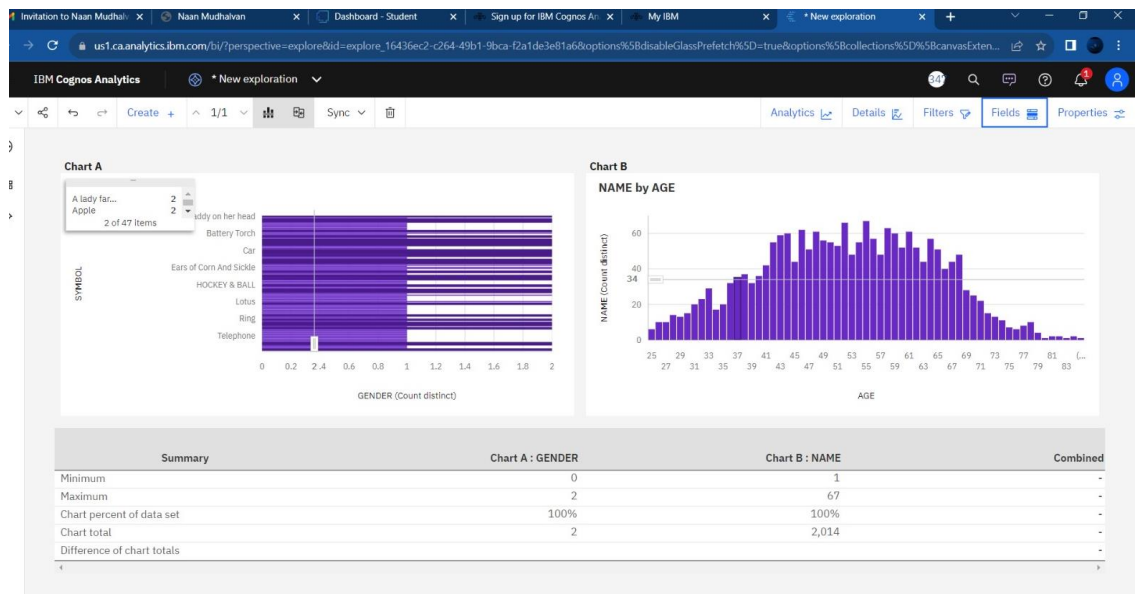 Invitation to Naan Mudhalv
Naan Mudhalvan
Dashboard - Student
Sign up for IBM Cognos An
My IBM
* New exploration
us1.ca.analytics.ibm.com/bi/?perspective=explore&id=explore_16436ec2-c264-49b1-9bca-f2a1de3e81a6&options%5BdisableGlassPrefetch%5D=true&options%5Bcollections%5D%5BcanvasExten...
IBM Cognos Analytics
* New exploration
1
Create +
1/1
Sync
Analytics
Details
Filters
Fields
Properties
Chart A
A lady far... 2
Apple 2
2 of 47 items
addy on her head
Battery Torch
Car
Ears of Corn And Sickle
HOCKEY & BALL
Lotus
Ring
Telephone
SYMBOL
0 0.2 2.4 0.6 0.8 1 1.2 1.4 1.6 1.8 2
GENDER (Count distinct)
Chart B
NAME by AGE
NAME (Count distinct)
60
40
34
20
0
25 29 33 37 41 45 49 53 57 61 65 69 73 77 81 (...
27 31 35 39 43 47 51 55 59 63 67 71 75 79 83
AGE
Summary Chart A : GENDER Chart B : NAME Combined
Minimum 0 1 -
Maximum 2 67 -
Chart percent of data set 100% 100% -
Chart total 2 2,014 -
Difference of chart totals -